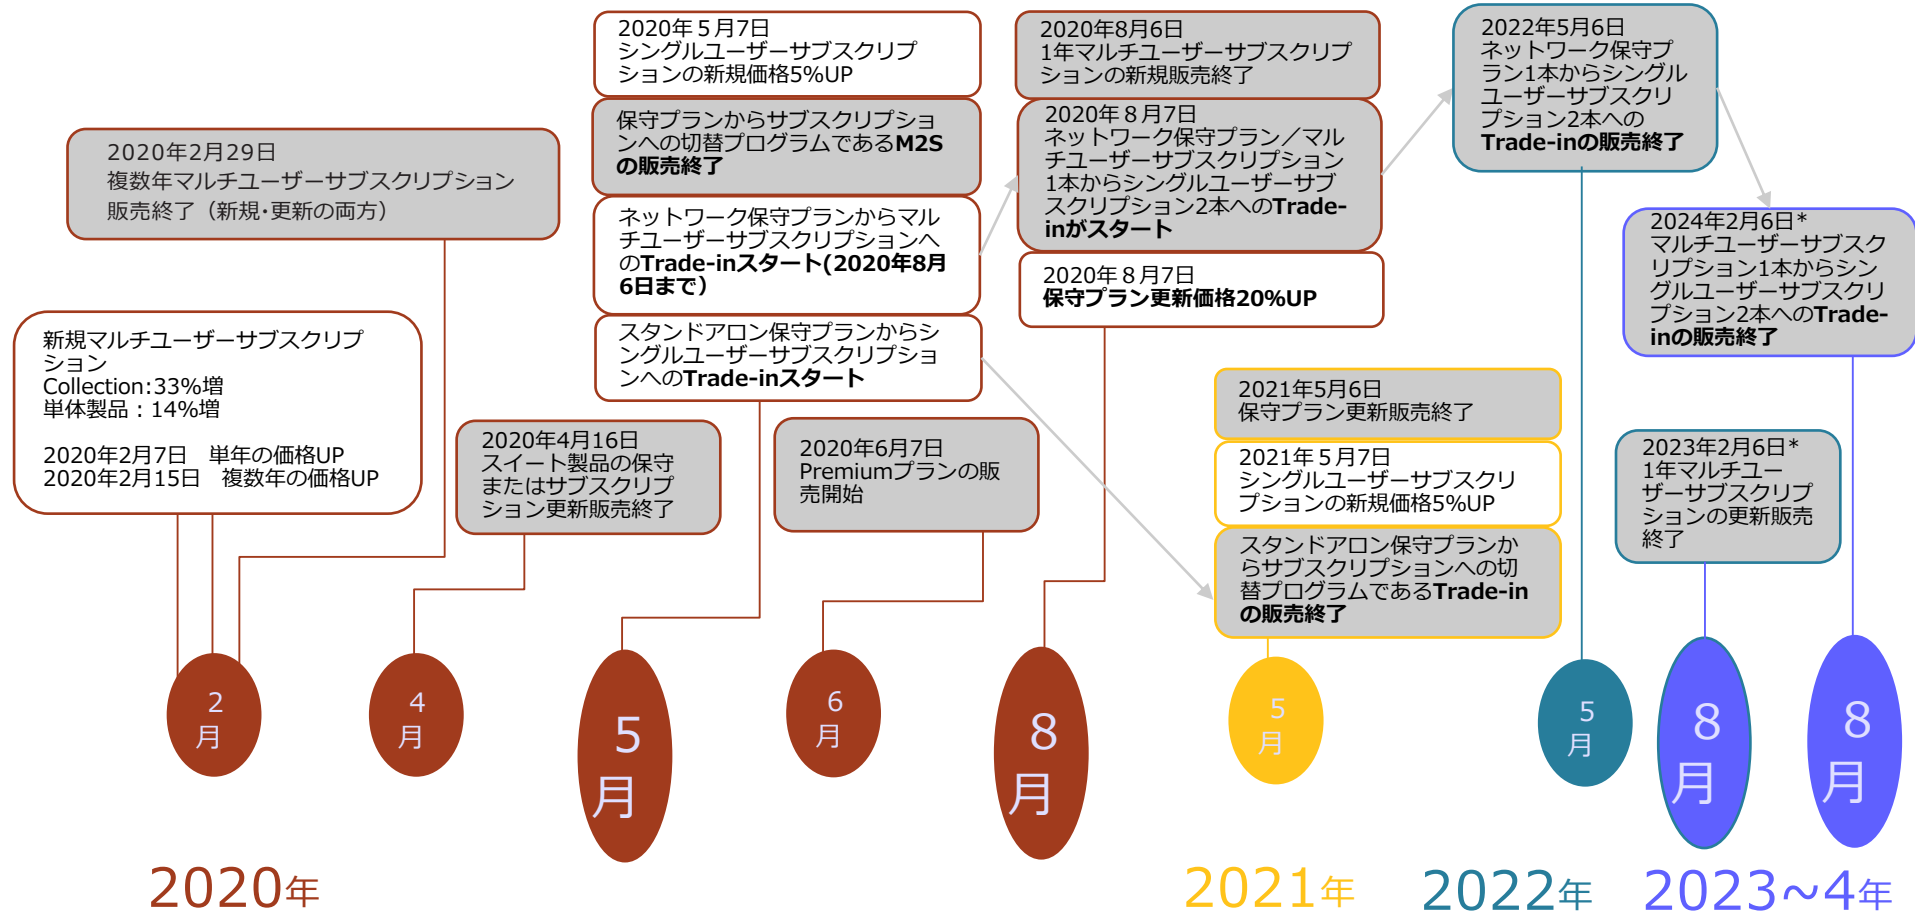 2020年５月7日
シングルユーザーサブスクリプ
ションの新規価格5%UP
保守プランからサブスクリプショ
ンへの切替プログラムであるM2S
の販売終了
ネットワーク保守プランからマル
チユーザーサブスクリプションへ
のTrade-inスタート(2020年8月
6日まで）
スタンドアロン保守プランからシ
ングルユーザーサブスクリプショ
ンへのTrade-inスタート
2020年8月6日
1年マルチユーザーサブスクリプ
ションの新規販売終了
2020年８月7日
ネットワーク保守プラン／マル
チユーザーサブスクリプション
1本からシングルユーザーサブ
スクリプション2本へのTrade-
inがスタート
2020年８月7日
保守プラン更新価格20%UP
2022年5月6日
ネットワーク保守プ
ラン1本からシングル
ユーザーサブスクリ
プション2本への
Trade-inの販売終了
2020年2月29日
複数年マルチユーザーサブスクリプション
販売終了（新規・更新の両方）
2024年2月6日*
マルチユーザーサブスク
リプション1本からシン
グルユーザーサブスクリ
プション2本へのTrade-
inの販売終了
新規マルチユーザーサブスクリプ
ション
Collection:33%増
単体製品：14%増
2020年2月7日　単年の価格UP
2020年2月15日　複数年の価格UP
2020年4月16日
スイート製品の保守
またはサブスクリプ
ション更新販売終了
2020年6月7日
Premiumプランの販
売開始
2021年5月6日
保守プラン更新販売終了
2021年５月7日
シングルユーザーサブスクリ
プションの新規価格5%UP
スタンドアロン保守プランか
らサブスクリプションへの切
替プログラムであるTrade-in
の販売終了
2023年2月6日*
1年マルチユー
ザーサブスクリプ
ションの更新販売
終了
2
月
4
月
5
月
6
月
8
月
5
月
5
月
8
月
8
月
2020年
2021年
2022年
2023~4年